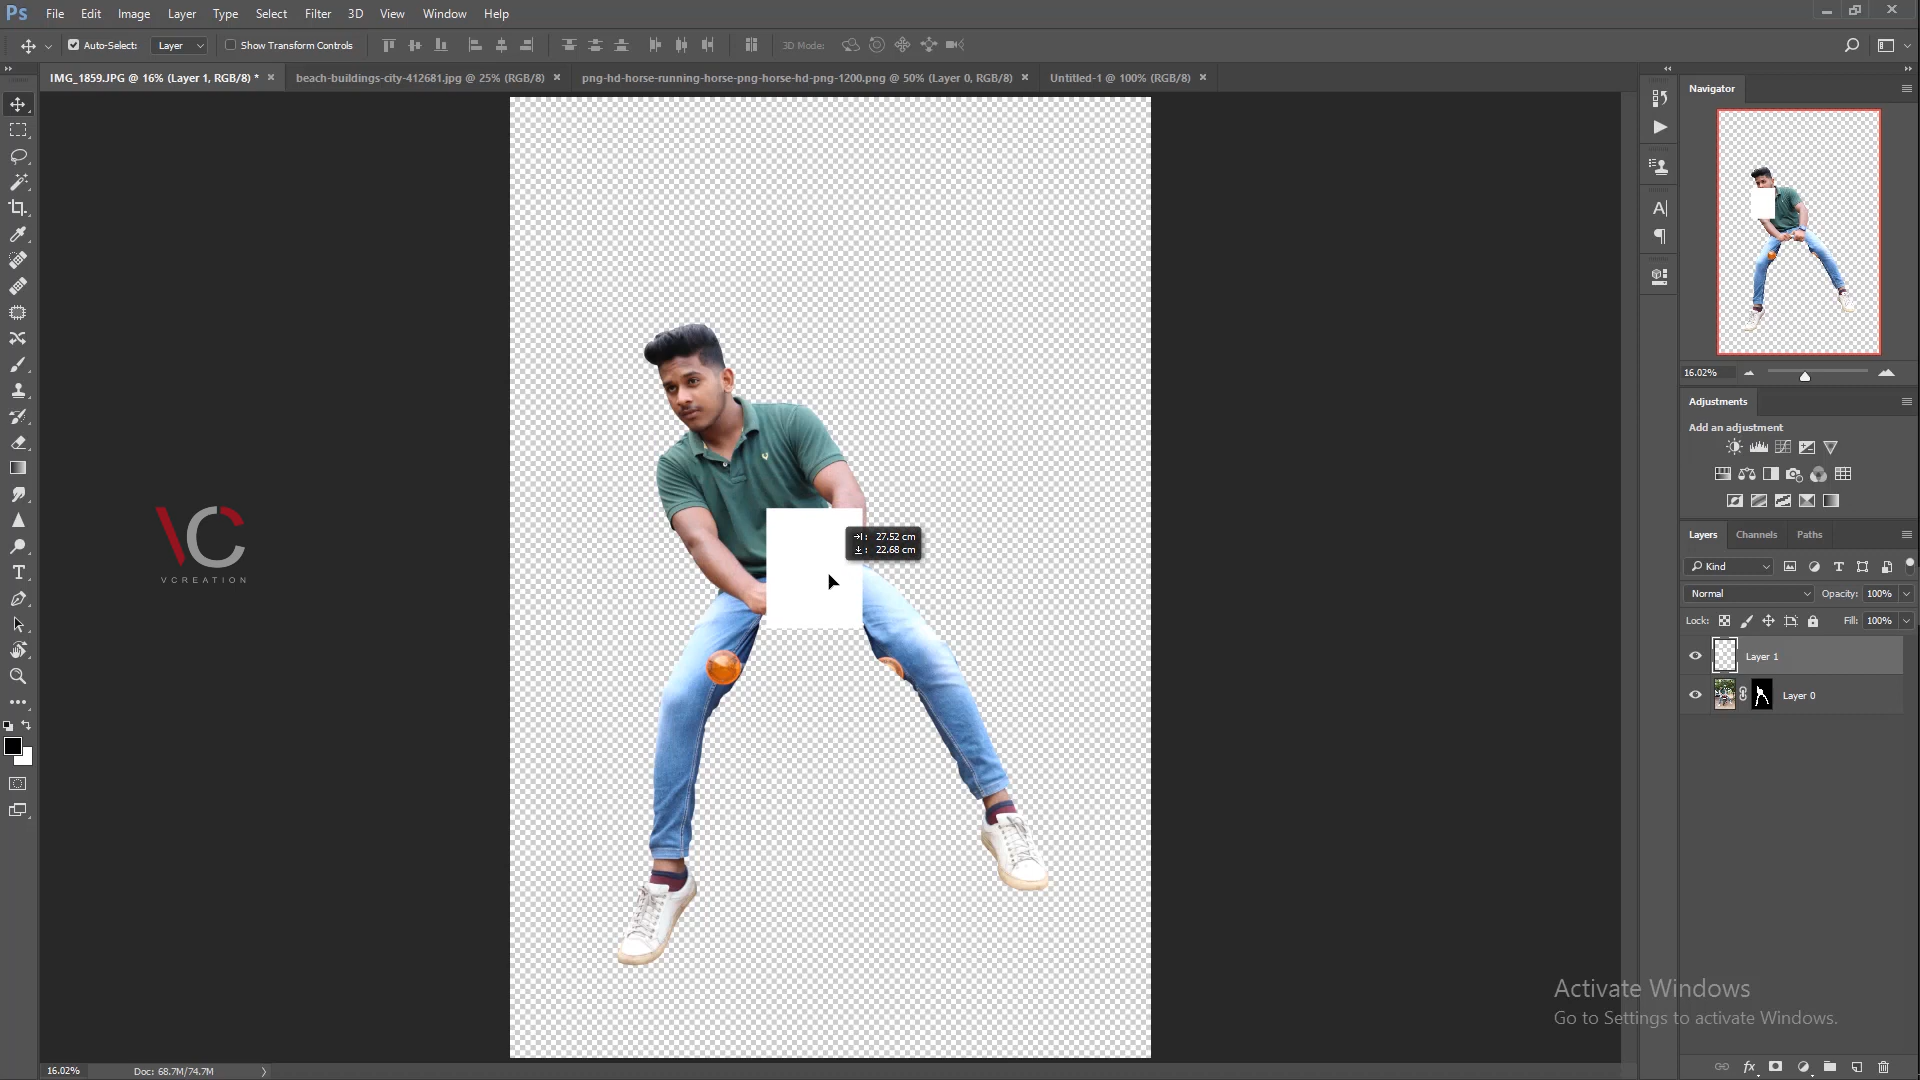 Ps File Edit Image Layer Type Select Filter 3D View Window Help
Auto-Select: Layer Show Transform Controls 3D Mode:
IMG_1859.JPG @ 16% (Layer 1, RGB/8) * × beach-buildings-city-412681.jpg @ 25% (RGB/8) × png-hd-horse-running-horse-png-horse-hd-png-1200.png @ 50% (Layer 0, RGB/8) × Untitled-1 @ 100% (RGB/8) ×
Navigator
16.02%
Adjustments
Add an adjustment
Layers Channels Paths
Kind
Normal Opacity: 100%
Lock: Fill: 100%
Layer 1
Layer 0
27.52 cm
22.68 cm
VC
VCREATION
Activate Windows
Go to Settings to activate Windows.
16.02% Doc: 68.7M/74.7M
fx